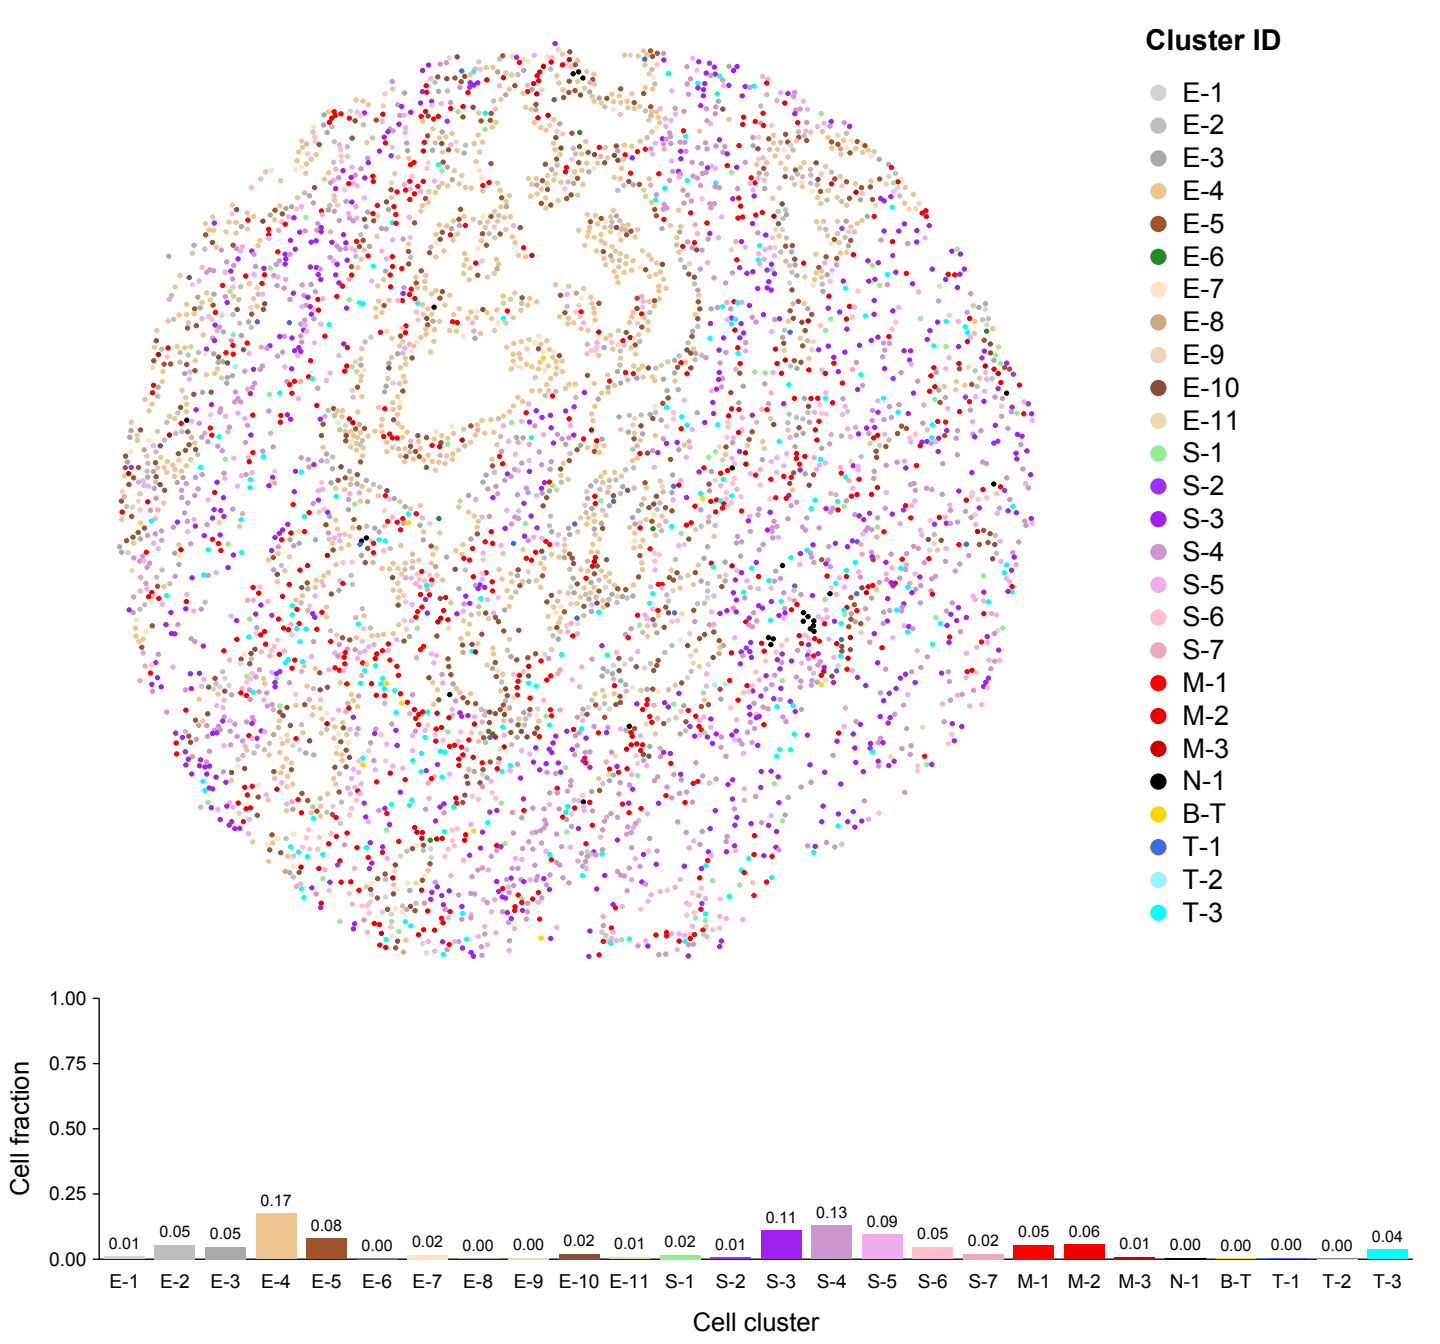 Cluster ID
E-1
E-2
E-3
E-4
E-5
E-6
E-7
E-8
E-9
E-10
E-11
S-1
S-2
S-3
S-4
S-5
S-6
S-7
M-1
M-2
M-3
N-1
B-T
T-1
T-2
T-3
1.00
0.75
0.50
0.25
0.00
Cell fraction
0.01 0.05 0.05 0.17 0.08 0.00 0.02 0.00 0.00 0.02 0.01 0.02 0.01 0.11 0.13 0.09 0.05 0.02 0.05 0.06 0.01 0.00 0.00 0.00 0.00 0.04
E-1 E-2 E-3 E-4 E-5 E-6 E-7 E-8 E-9 E-10 E-11 S-1 S-2 S-3 S-4 S-5 S-6 S-7 M-1 M-2 M-3 N-1 B-T T-1 T-2 T-3
Cell cluster